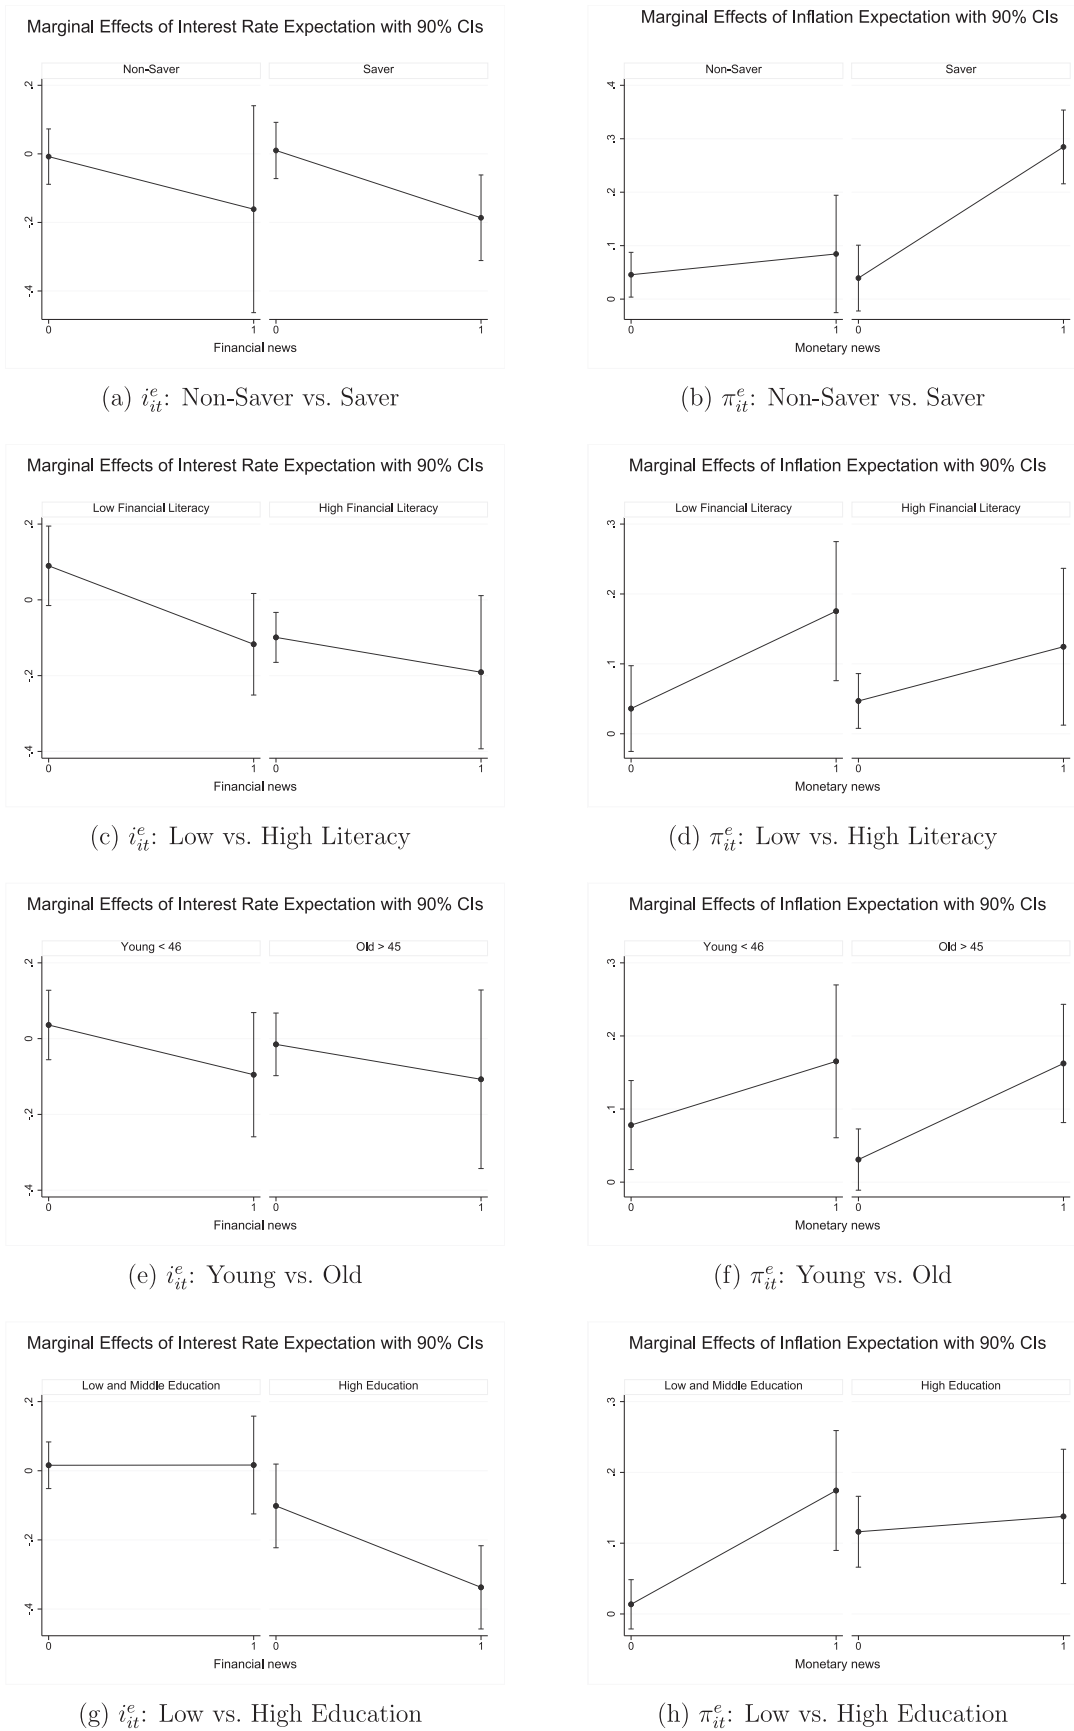 Marginal Effects of Interest Rate Expectation with 90% CIs
Non-Saver Saver
.2
0
-.2
-.4
0 1 0 1
Financial news
(a) i^e_it: Non-Saver vs. Saver
Marginal Effects of Inflation Expectation with 90% CIs
Non-Saver Saver
.4
.3
.2
.1
0
0 1 0 1
Monetary news
(b) π^e_it: Non-Saver vs. Saver
Marginal Effects of Interest Rate Expectation with 90% CIs
Low Financial Literacy High Financial Literacy
.2
0
-.2
-.4
0 1 0 1
Financial news
(c) i^e_it: Low vs. High Literacy
Marginal Effects of Inflation Expectation with 90% CIs
Low Financial Literacy High Financial Literacy
.3
.2
.1
0
0 1 0 1
Monetary news
(d) π^e_it: Low vs. High Literacy
Marginal Effects of Interest Rate Expectation with 90% CIs
Young < 46 Old > 45
.2
0
-.2
-.4
0 1 0 1
Financial news
(e) i^e_it: Young vs. Old
Marginal Effects of Inflation Expectation with 90% CIs
Young < 46 Old > 45
.3
.2
.1
0
0 1 0 1
Monetary news
(f) π^e_it: Young vs. Old
Marginal Effects of Interest Rate Expectation with 90% CIs
Low and Middle Education High Education
.2
0
-.2
-.4
0 1 0 1
Financial news
(g) i^e_it: Low vs. High Education
Marginal Effects of Inflation Expectation with 90% CIs
Low and Middle Education High Education
.3
.2
.1
0
0 1 0 1
Monetary news
(h) π^e_it: Low vs. High Education